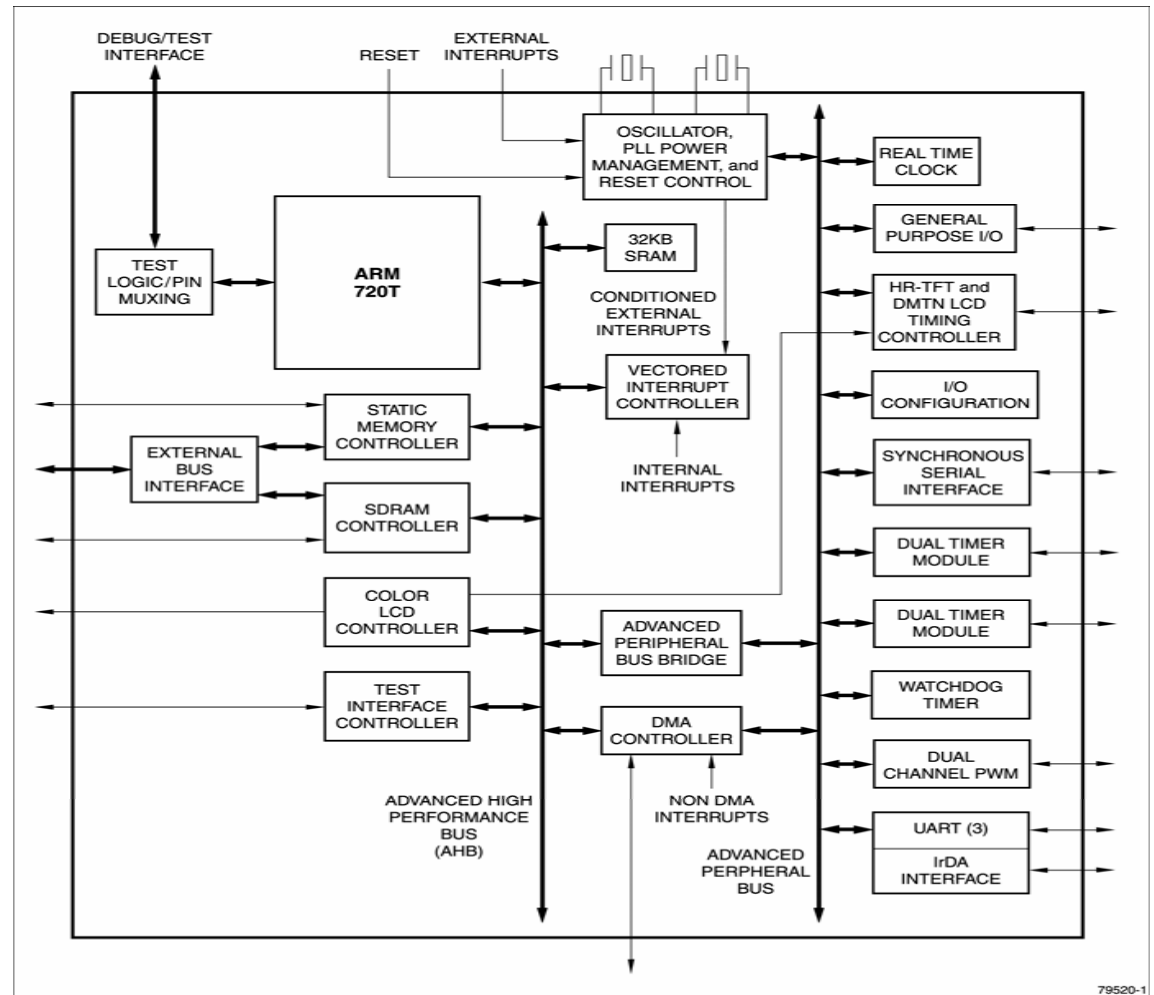 DEBUG/TEST
INTERFACE
RESET
EXTERNAL
INTERRUPTS
OSCILLATOR,
PLL POWER
MANAGEMENT, and
RESET CONTROL
REAL TIME
CLOCK
GENERAL
PURPOSE I/O
32KB
SRAM
TEST
LOGIC/PIN
MUXING
ARM
720T
HR-TFT and
DMTN LCD
TIMING
CONTROLLER
CONDITIONED
EXTERNAL
INTERRUPTS
VECTORED
INTERRUPT
CONTROLLER
I/O
CONFIGURATION
STATIC
MEMORY
CONTROLLER
EXTERNAL
BUS
INTERFACE
INTERNAL
INTERRUPTS
SYNCHRONOUS
SERIAL
INTERFACE
SDRAM
CONTROLLER
DUAL TIMER
MODULE
COLOR
LCD
CONTROLLER
ADVANCED
PERIPHERAL
BUS BRIDGE
DUAL TIMER
MODULE
TEST
INTERFACE
CONTROLLER
DMA
CONTROLLER
WATCHDOG
TIMER
DUAL
CHANNEL PWM
ADVANCED HIGH
PERFORMANCE
BUS
(AHB)
NON DMA
INTERRUPTS
ADVANCED
PERPHERAL
BUS
UART (3)
IrDA
INTERFACE
79520-1